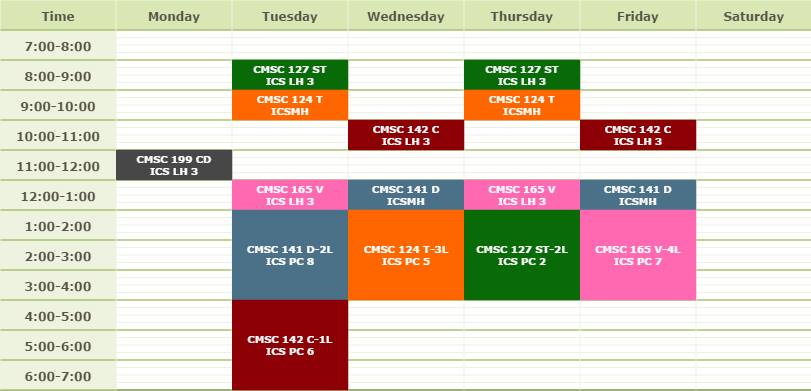 Time Monday Tuesday Wednesday Thursday Friday Saturday
7:00-8:00
8:00-9:00
CMSC 127 ST
ICS LH 3
CMSC 127 ST
ICS LH 3
9:00-10:00
CMSC 124 T
ICSMH
CMSC 124 T
ICSMH
10:00-11:00
CMSC 142 C
ICS LH 3
CMSC 142 C
ICS LH 3
11:00-12:00
CMSC 199 CD
ICS LH 3
12:00-1:00
CMSC 165 V
ICS LH 3
CMSC 141 D
ICSMH
CMSC 165 V
ICS LH 3
CMSC 141 D
ICSMH
1:00-2:00
2:00-3:00
CMSC 141 D-2L
ICS PC 8
CMSC 124 T-3L
ICS PC 5
CMSC 127 ST-2L
ICS PC 2
CMSC 165 V-4L
ICS PC 7
3:00-4:00
4:00-5:00
5:00-6:00
CMSC 142 C-1L
ICS PC 6
6:00-7:00